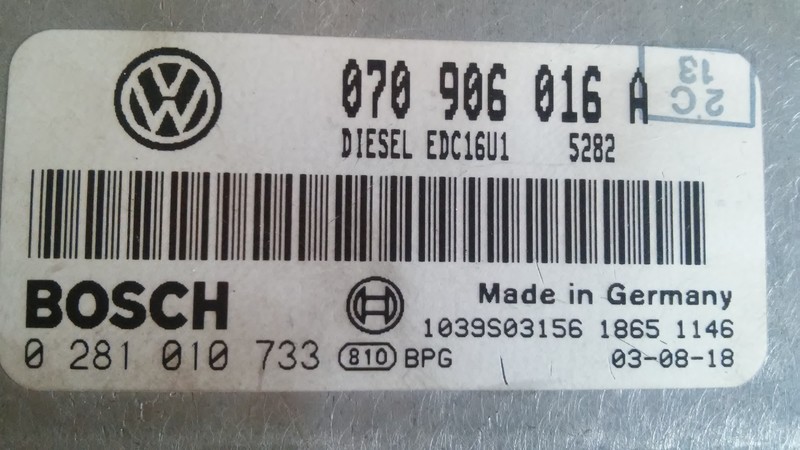 070 906 016 A
2C
13
DIESEL EDC16U1 5282
BOSCH
Made in Germany
1039S03156 1865 1146
0 281 010 733 810 BPG 03-08-18